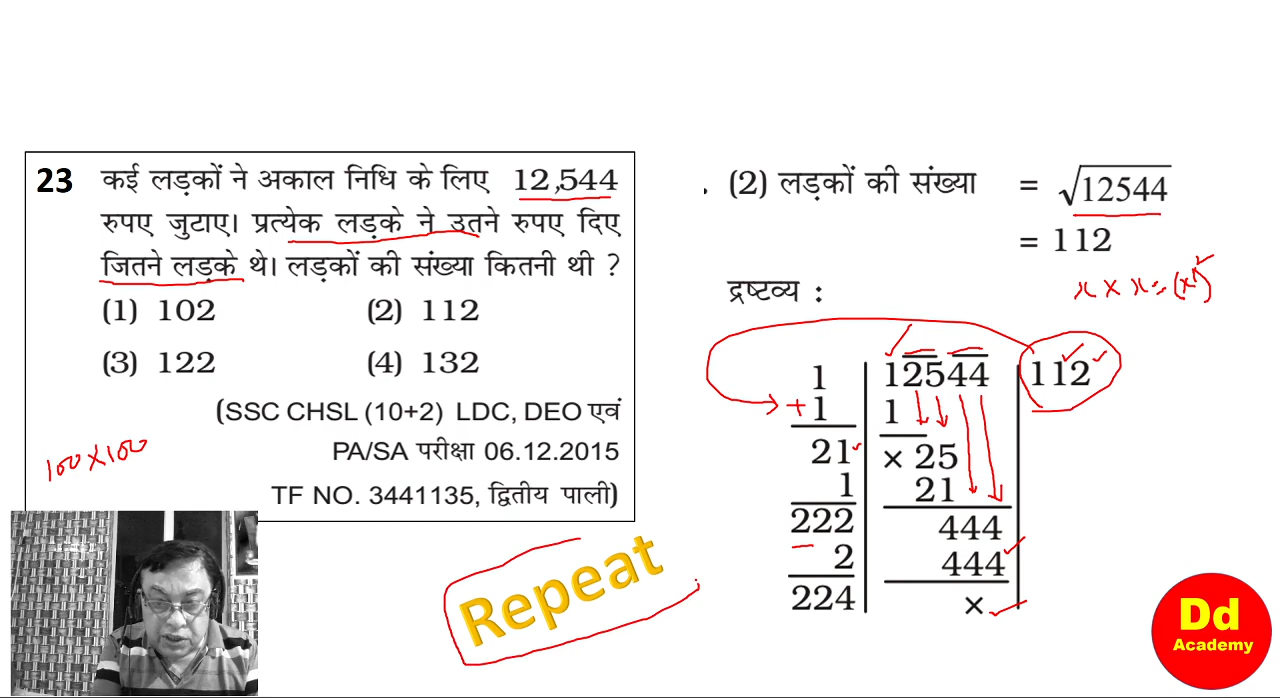 23 कई लड़कों ने अकाल निधि के लिए 12,544
रुपए जुटाए। प्रत्येक लड़के ने उतने रुपए दिए
जितने लड़के थे। लड़कों की संख्या कितनी थी ?
(1) 102 (2) 112
(3) 122 (4) 132
(SSC CHSL (10+2) LDC, DEO एवं
PA/SA परीक्षा 06.12.2015
TF NO. 3441135, द्वितीय पाली)
100×100
Repeat
. (2) लड़कों की संख्या = √12544
= 112
x × x = (x)²
द्रष्टव्य :
1 | 12544 | 112
+1 | 1
21 | × 25
1 | 21
222 | 444
2 | 444
224 | ×
Dd
Academy